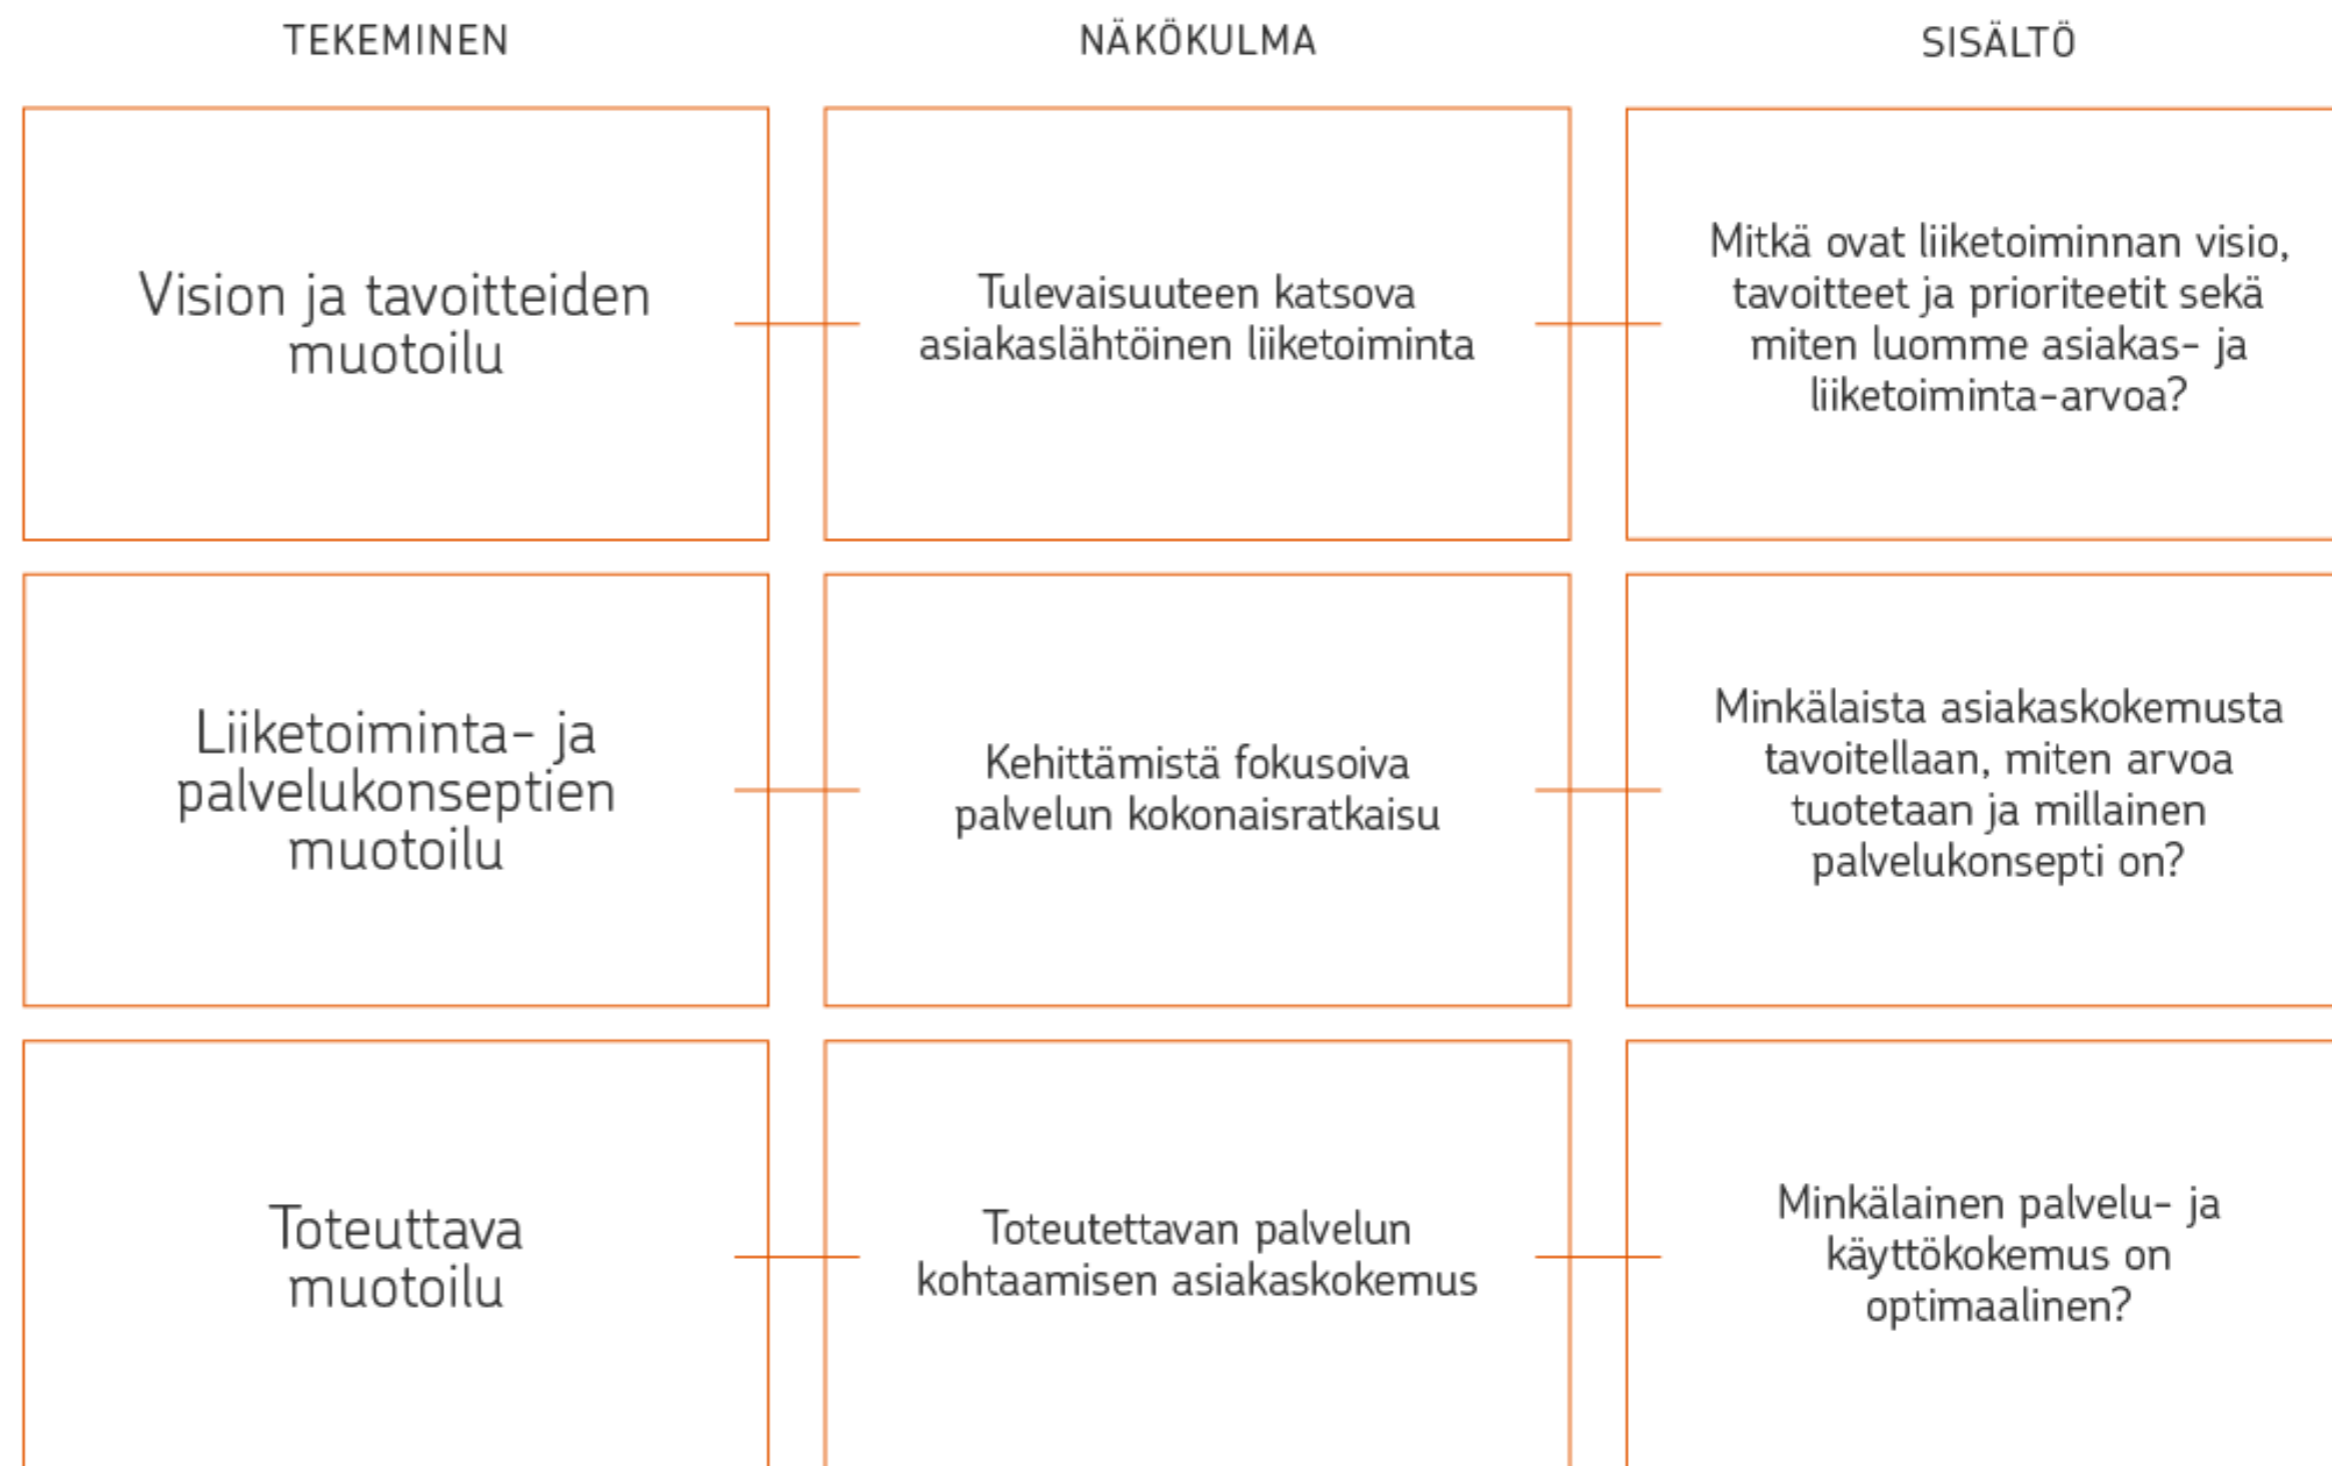 TEKEMINEN
NÄKÖKULMA
SISÄLTÖ
Vision ja tavoitteiden
muotoilu
Tulevaisuuteen katsova
asiakaslähtöinen liiketoiminta
Mitkä ovat liiketoiminnan visio,
tavoitteet ja prioriteetit sekä
miten luomme asiakas- ja
liiketoiminta-arvoa?
Liiketoiminta- ja
palvelukonseptien
muotoilu
Kehittämistä fokusoiva
palvelun kokonaisratkaisu
Minkälaista asiakaskokemusta
tavoitellaan, miten arvoa
tuotetaan ja millainen
palvelukonsepti on?
Toteuttava
muotoilu
Toteutettavan palvelun
kohtaamisen asiakaskokemus
Minkälainen palvelu- ja
käyttökokemus on
optimaalinen?